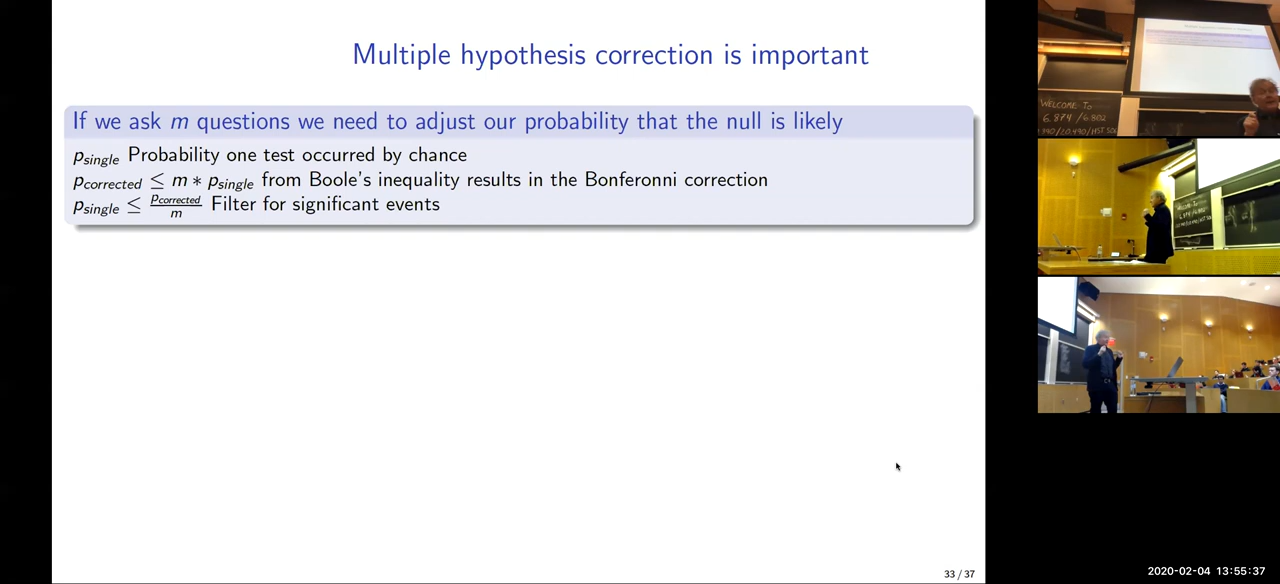 Multiple hypothesis correction is important
If we ask m questions we need to adjust our probability that the null is likely
p_single Probability one test occurred by chance
p_corrected ≤ m * p_single from Boole's inequality results in the Bonferonni correction
p_single ≤ p_corrected/m Filter for significant events
33 / 37
WELCOME TO
6.874 /6.802
2020-02-04 13:55:37